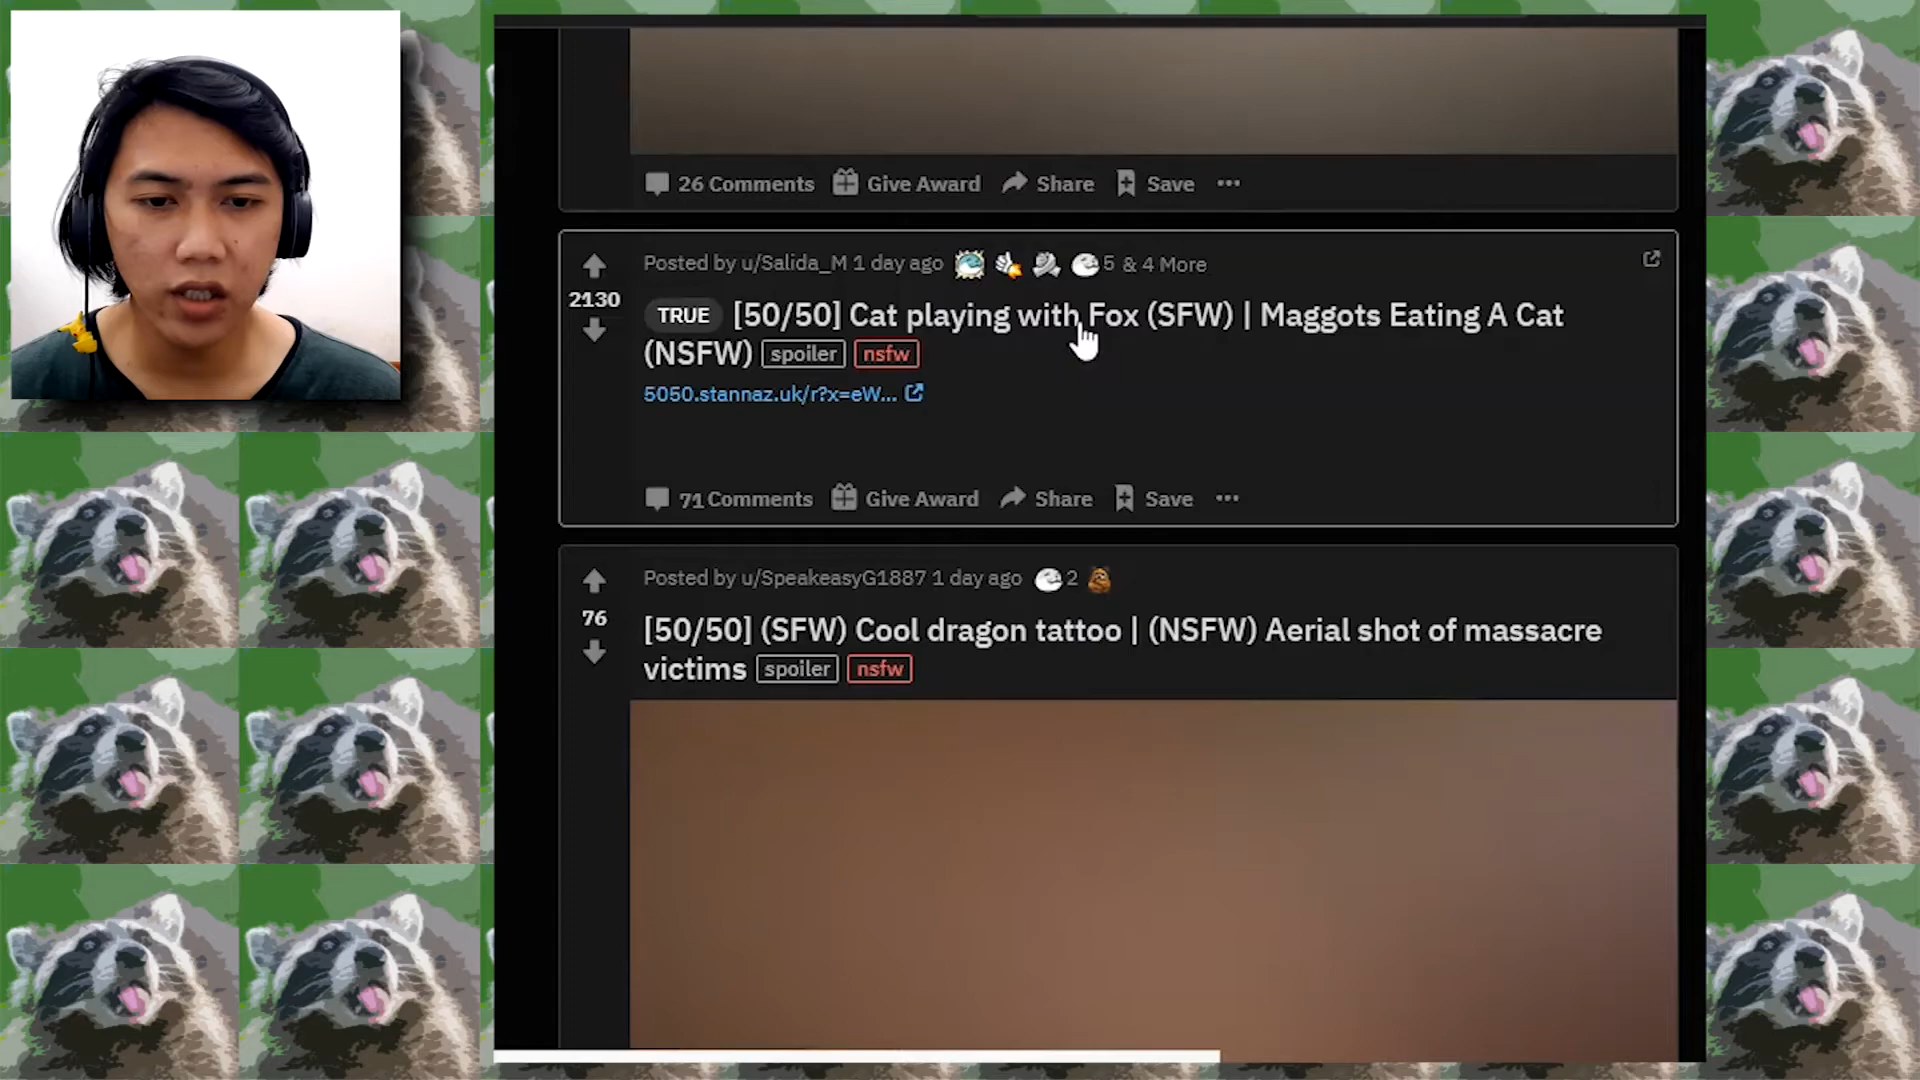 26 Comments Give Award Share Save
Posted by u/Salida_M 1 day ago 5 & 4 More
2130
TRUE [50/50] Cat playing with Fox (SFW) | Maggots Eating A Cat
(NSFW) spoiler nsfw
5050.stannaz.uk/r?x=eW...
71 Comments Give Award Share Save
Posted by u/SpeakeasyG1887 1 day ago 2
76
[50/50] (SFW) Cool dragon tattoo | (NSFW) Aerial shot of massacre
victims spoiler nsfw